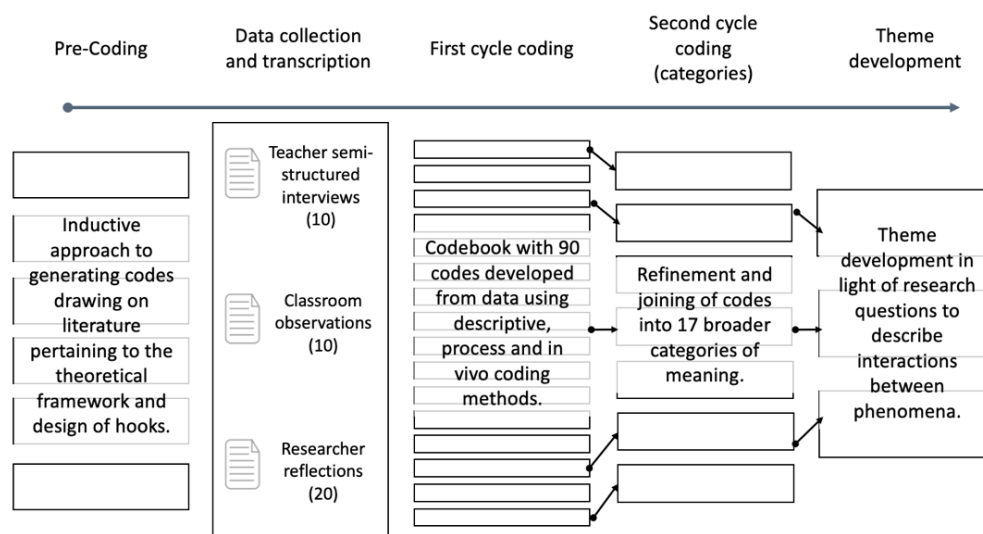 Pre-Coding
Data collection
and transcription
First cycle coding
Second cycle
coding
(categories)
Theme
development
Inductive
approach to
generating codes
drawing on
literature
pertaining to the
theoretical
framework and
design of hooks.
Teacher semi-
structured
interviews
(10)
Classroom
observations
(10)
Researcher
reflections
(20)
Codebook with 90
codes developed
from data using
descriptive,
process and in
vivo coding
methods.
Refinement and
joining of codes
into 17 broader
categories of
meaning.
Theme
development in
light of research
questions to
describe
interactions
between
phenomena.